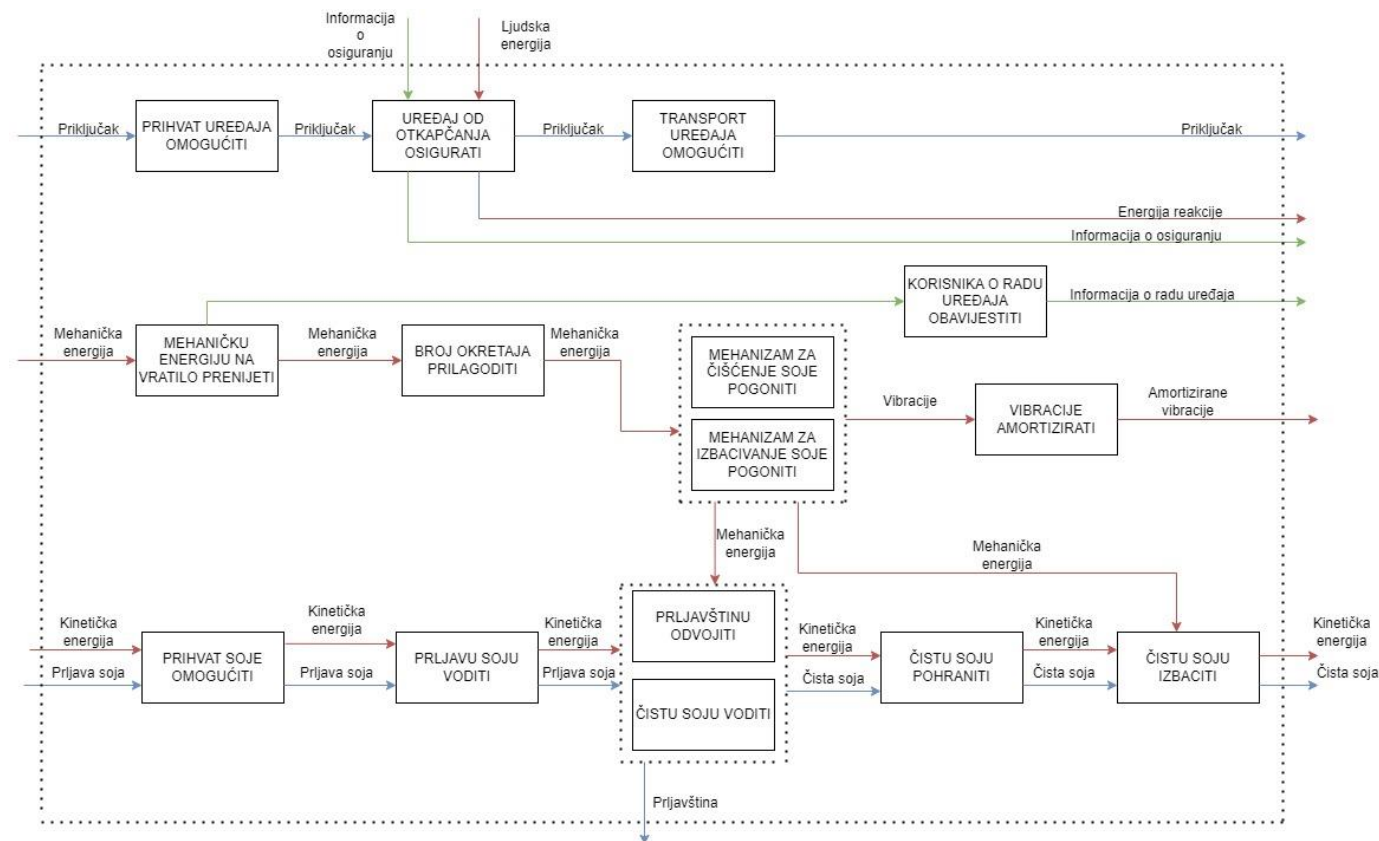 Informacija
o
osiguranju
Ljudska
energija
Priključak
PRIHVAT UREĐAJA
OMOGUĆITI
Priključak
UREĐAJ OD
OTKAPČANJA
OSIGURATI
Priključak
TRANSPORT
UREĐAJA
OMOGUĆITI
Priključak
Energija reakcije
Informacija o osiguranju
KORISNIKA O RADU
UREĐAJA
OBAVIJESTITI
Informacija o radu uređaja
Mehanička
energija
MEHANIČKU
ENERGIJU NA
VRATILO PRENIJETI
Mehanička
energija
BROJ OKRETAJA
PRILAGODITI
Mehanička
energija
MEHANIZAM ZA
ČIŠĆENJE SOJE
POGONITI
MEHANIZAM ZA
IZBACIVANJE SOJE
POGONITI
Vibracije
VIBRACIJE
AMORTIZIRATI
Amortizirane
vibracije
Mehanička
energija
Mehanička
energija
Kinetička
energija
Prljava soja
PRIHVAT SOJE
OMOGUĆITI
Kinetička
energija
Prljava soja
PRLJAVU SOJU
VODITI
Kinetička
energija
Prljava soja
PRLJAVŠTINU
ODVOJITI
ČISTU SOJU VODITI
Kinetička
energija
Čista soja
ČISTU SOJU
POHRANITI
Kinetička
energija
Čista soja
ČISTU SOJU
IZBACITI
Kinetička
energija
Čista soja
Prljavština